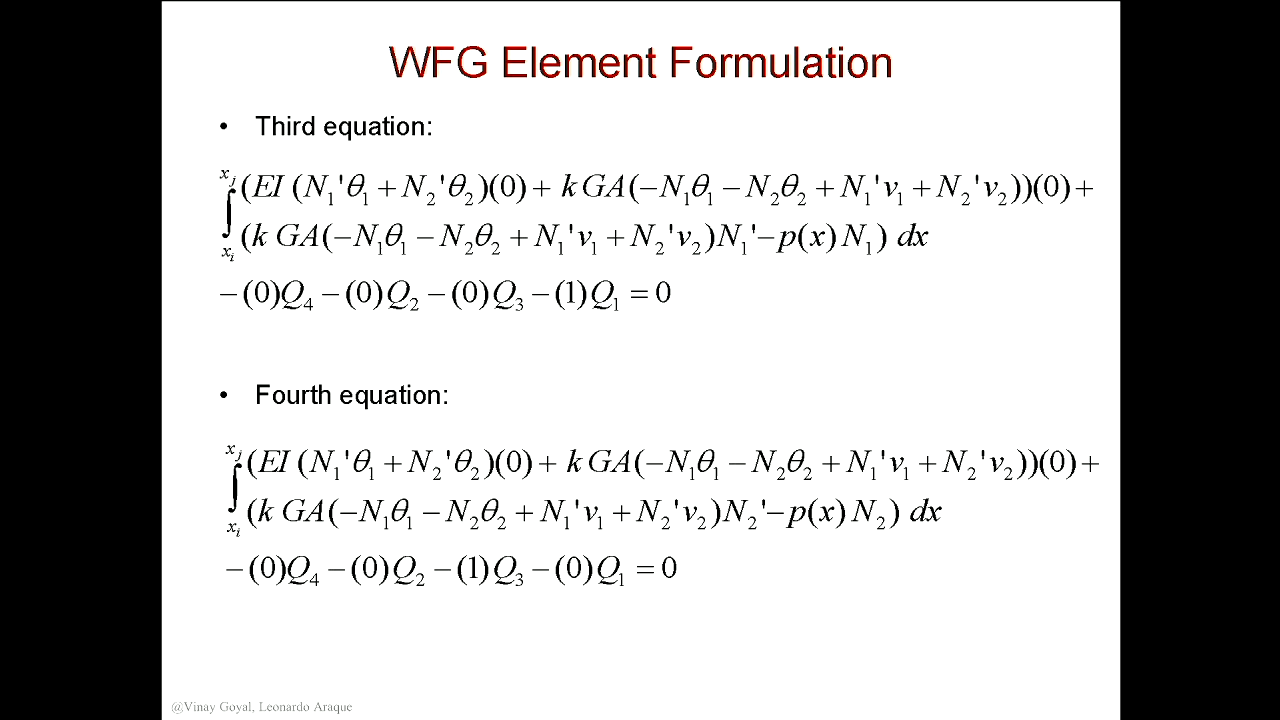 WFG Element Formulation
• Third equation:
∫_{x_i}^{x_j} (EI (N₁'θ₁ + N₂'θ₂)(0) + k GA(−N₁θ₁ − N₂θ₂ + N₁'v₁ + N₂'v₂))(0) +
(k GA(−N₁θ₁ − N₂θ₂ + N₁'v₁ + N₂'v₂)N₁'−p(x)N₁) dx
−(0)Q₄ −(0)Q₂ −(0)Q₃ −(1)Q₁ = 0
• Fourth equation:
∫_{x_i}^{x_j} (EI (N₁'θ₁ + N₂'θ₂)(0) + k GA(−N₁θ₁ − N₂θ₂ + N₁'v₁ + N₂'v₂))(0) +
(k GA(−N₁θ₁ − N₂θ₂ + N₁'v₁ + N₂'v₂)N₂'−p(x)N₂) dx
−(0)Q₄ −(0)Q₂ −(1)Q₃ −(0)Q₁ = 0
@Vinay Goyal, Leonardo Araque